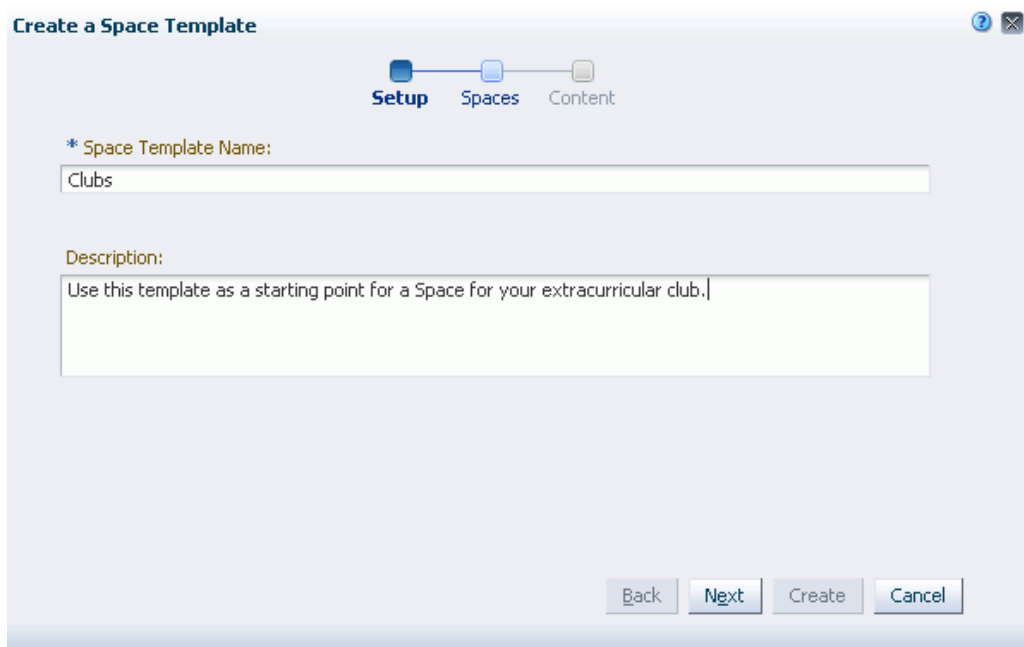 Create a Space Template
Setup Spaces Content
* Space Template Name:
Clubs
Description:
Use this template as a starting point for a Space for your extracurricular club.
Back Next Create Cancel